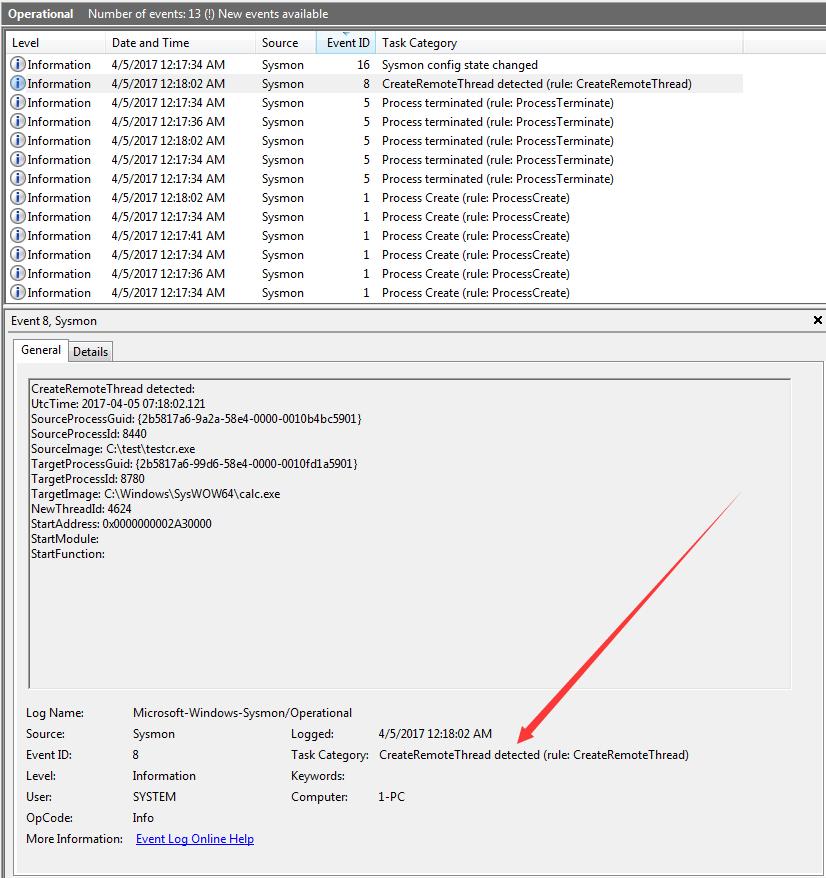 Operational Number of events: 13 (!) New events available
Level Date and Time Source Event ID Task Category
Information 4/5/2017 12:17:34 AM Sysmon 16 Sysmon config state changed
Information 4/5/2017 12:18:02 AM Sysmon 8 CreateRemoteThread detected (rule: CreateRemoteThread)
Information 4/5/2017 12:17:34 AM Sysmon 5 Process terminated (rule: ProcessTerminate)
Information 4/5/2017 12:17:36 AM Sysmon 5 Process terminated (rule: ProcessTerminate)
Information 4/5/2017 12:18:02 AM Sysmon 5 Process terminated (rule: ProcessTerminate)
Information 4/5/2017 12:17:34 AM Sysmon 5 Process terminated (rule: ProcessTerminate)
Information 4/5/2017 12:17:34 AM Sysmon 5 Process terminated (rule: ProcessTerminate)
Information 4/5/2017 12:18:02 AM Sysmon 1 Process Create (rule: ProcessCreate)
Information 4/5/2017 12:17:34 AM Sysmon 1 Process Create (rule: ProcessCreate)
Information 4/5/2017 12:17:41 AM Sysmon 1 Process Create (rule: ProcessCreate)
Information 4/5/2017 12:17:34 AM Sysmon 1 Process Create (rule: ProcessCreate)
Information 4/5/2017 12:17:36 AM Sysmon 1 Process Create (rule: ProcessCreate)
Information 4/5/2017 12:17:34 AM Sysmon 1 Process Create (rule: ProcessCreate)
Event 8, Sysmon
General Details
CreateRemoteThread detected:
UtcTime: 2017-04-05 07:18:02.121
SourceProcessGuid: {2b5817a6-9a2a-58e4-0000-0010b4bc5901}
SourceProcessId: 8440
SourceImage: C:\test\testcr.exe
TargetProcessGuid: {2b5817a6-99d6-58e4-0000-0010fd1a5901}
TargetProcessId: 8780
TargetImage: C:\Windows\SysWOW64\calc.exe
NewThreadId: 4624
StartAddress: 0x0000000002A30000
StartModule:
StartFunction:
Log Name: Microsoft-Windows-Sysmon/Operational
Source: Sysmon Logged: 4/5/2017 12:18:02 AM
Event ID: 8 Task Category: CreateRemoteThread detected (rule: CreateRemoteThread)
Level: Information Keywords:
User: SYSTEM Computer: 1-PC
OpCode: Info
More Information: Event Log Online Help